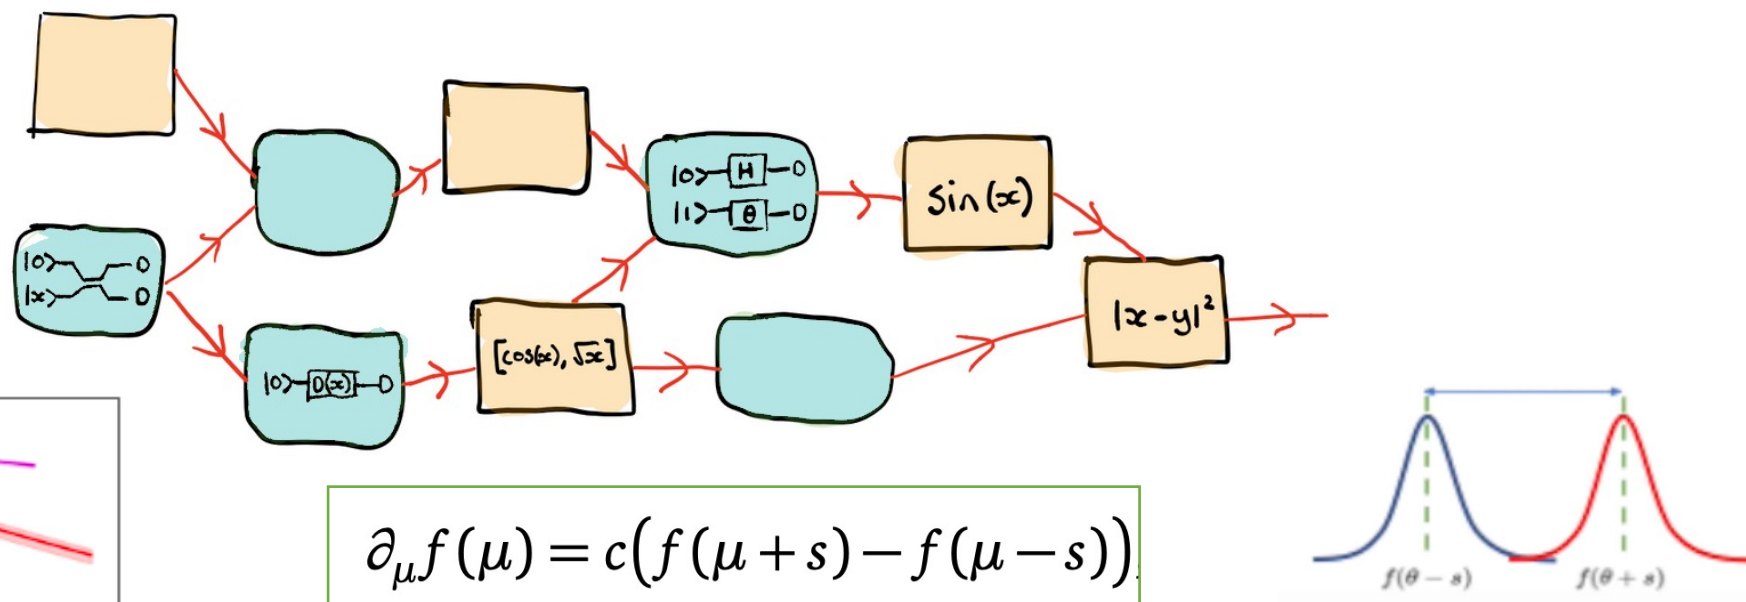 |0⟩ H D
|1⟩ θ D
sin(x)
|0⟩ D
|x⟩ D
|x-y|²
[cos(x), √x]
|0⟩ D(x) D
∂μf(μ) = c(f(μ+s) − f(μ−s))
f(θ − s)
f(θ + s)